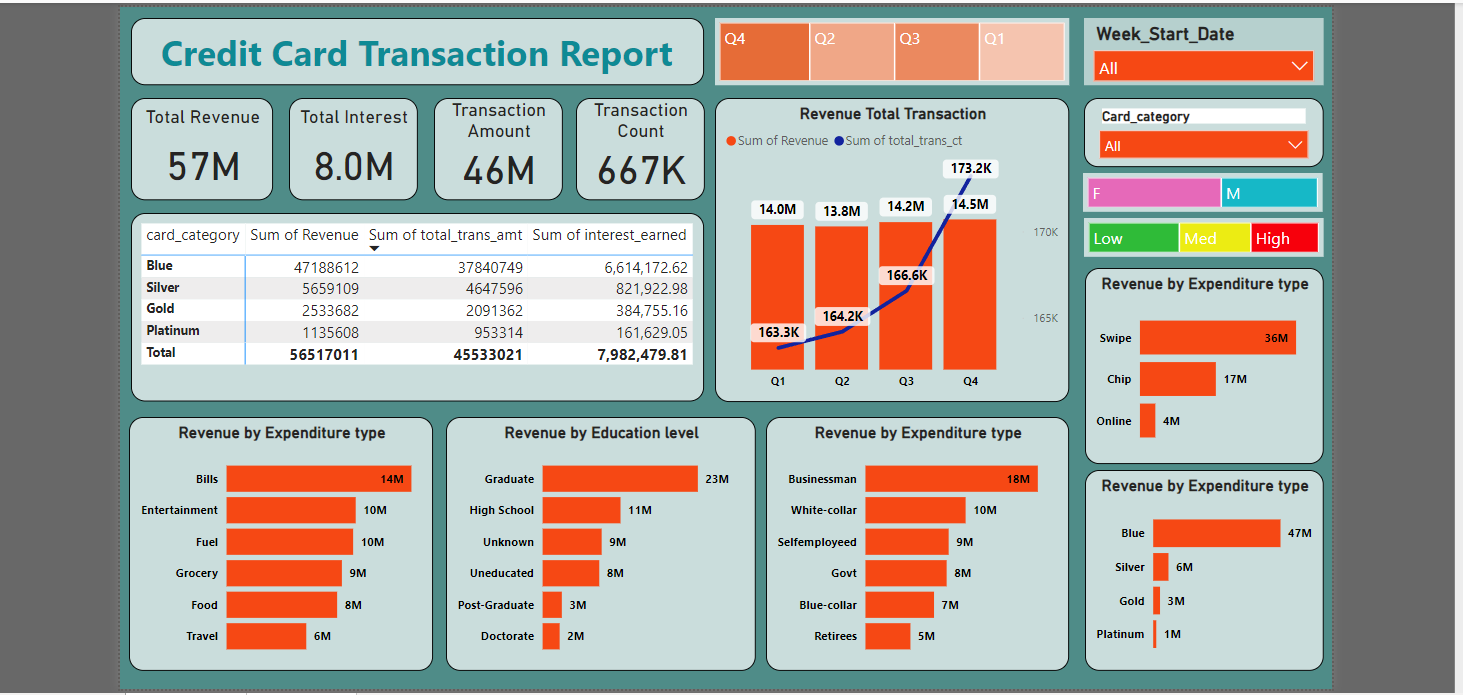 Credit Card Transaction Report
Q4 Q2 Q3 Q1
Week_Start_Date
All
Total Revenue
57M
Total Interest
8.0M
Transaction
Amount
46M
Transaction
Count
667K
Revenue Total Transaction
Sum of Revenue Sum of total_trans_ct
173.2K
14.0M 13.8M 14.2M 14.5M
170K
166.6K
164.2K
165K
163.3K
Q1 Q2 Q3 Q4
Card_category
All
F M
Low Med High
card_category Sum of Revenue Sum of total_trans_amt Sum of interest_earned
Blue 47188612 37840749 6,614,172.62
Silver 5659109 4647596 821,922.98
Gold 2533682 2091362 384,755.16
Platinum 1135608 953314 161,629.05
Total 56517011 45533021 7,982,479.81
Revenue by Expenditure type
Swipe 36M
Chip 17M
Online 4M
Revenue by Expenditure type
Bills 14M
Entertainment 10M
Fuel 10M
Grocery 9M
Food 8M
Travel 6M
Revenue by Education level
Graduate 23M
High School 11M
Unknown 9M
Uneducated 8M
Post-Graduate 3M
Doctorate 2M
Revenue by Expenditure type
Businessman 18M
White-collar 10M
Selfemployeed 9M
Govt 8M
Blue-collar 7M
Retirees 5M
Revenue by Expenditure type
Blue 47M
Silver 6M
Gold 3M
Platinum 1M